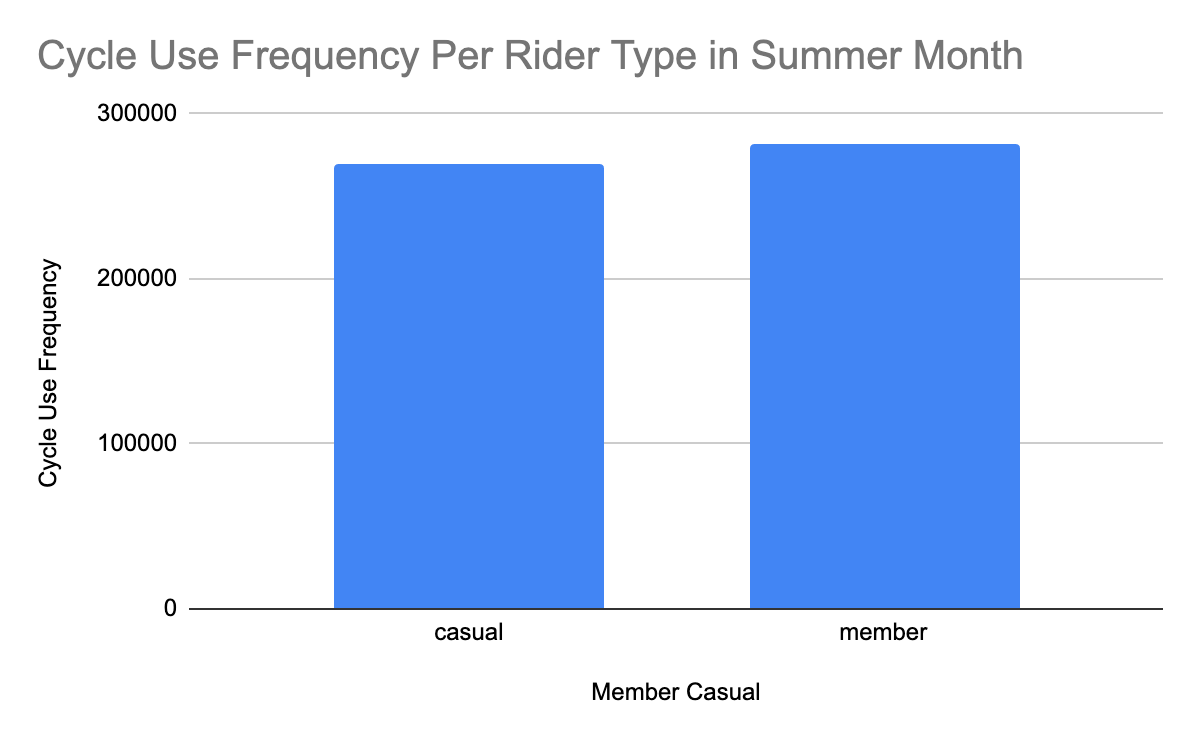 Cycle Use Frequency Per Rider Type in Summer Month
300000
200000
100000
0
Cycle Use Frequency
casual
member
Member Casual